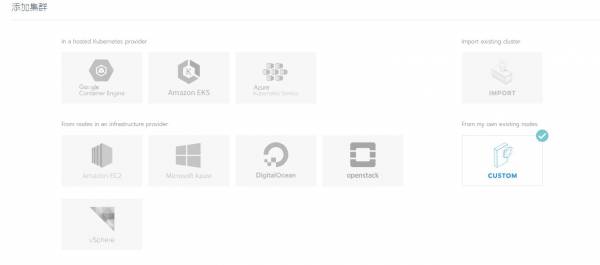 添加集群
In a hosted Kubernetes provider
Import existing cluster
Google
Container Engine
Amazon EKS
Azure
Kubernetes Service
IMPORT
From nodes in an infrastructure provider
From my own existing nodes
Amazon EC2
Microsoft Azure
DigitalOcean
openstack
CUSTOM
vSphere